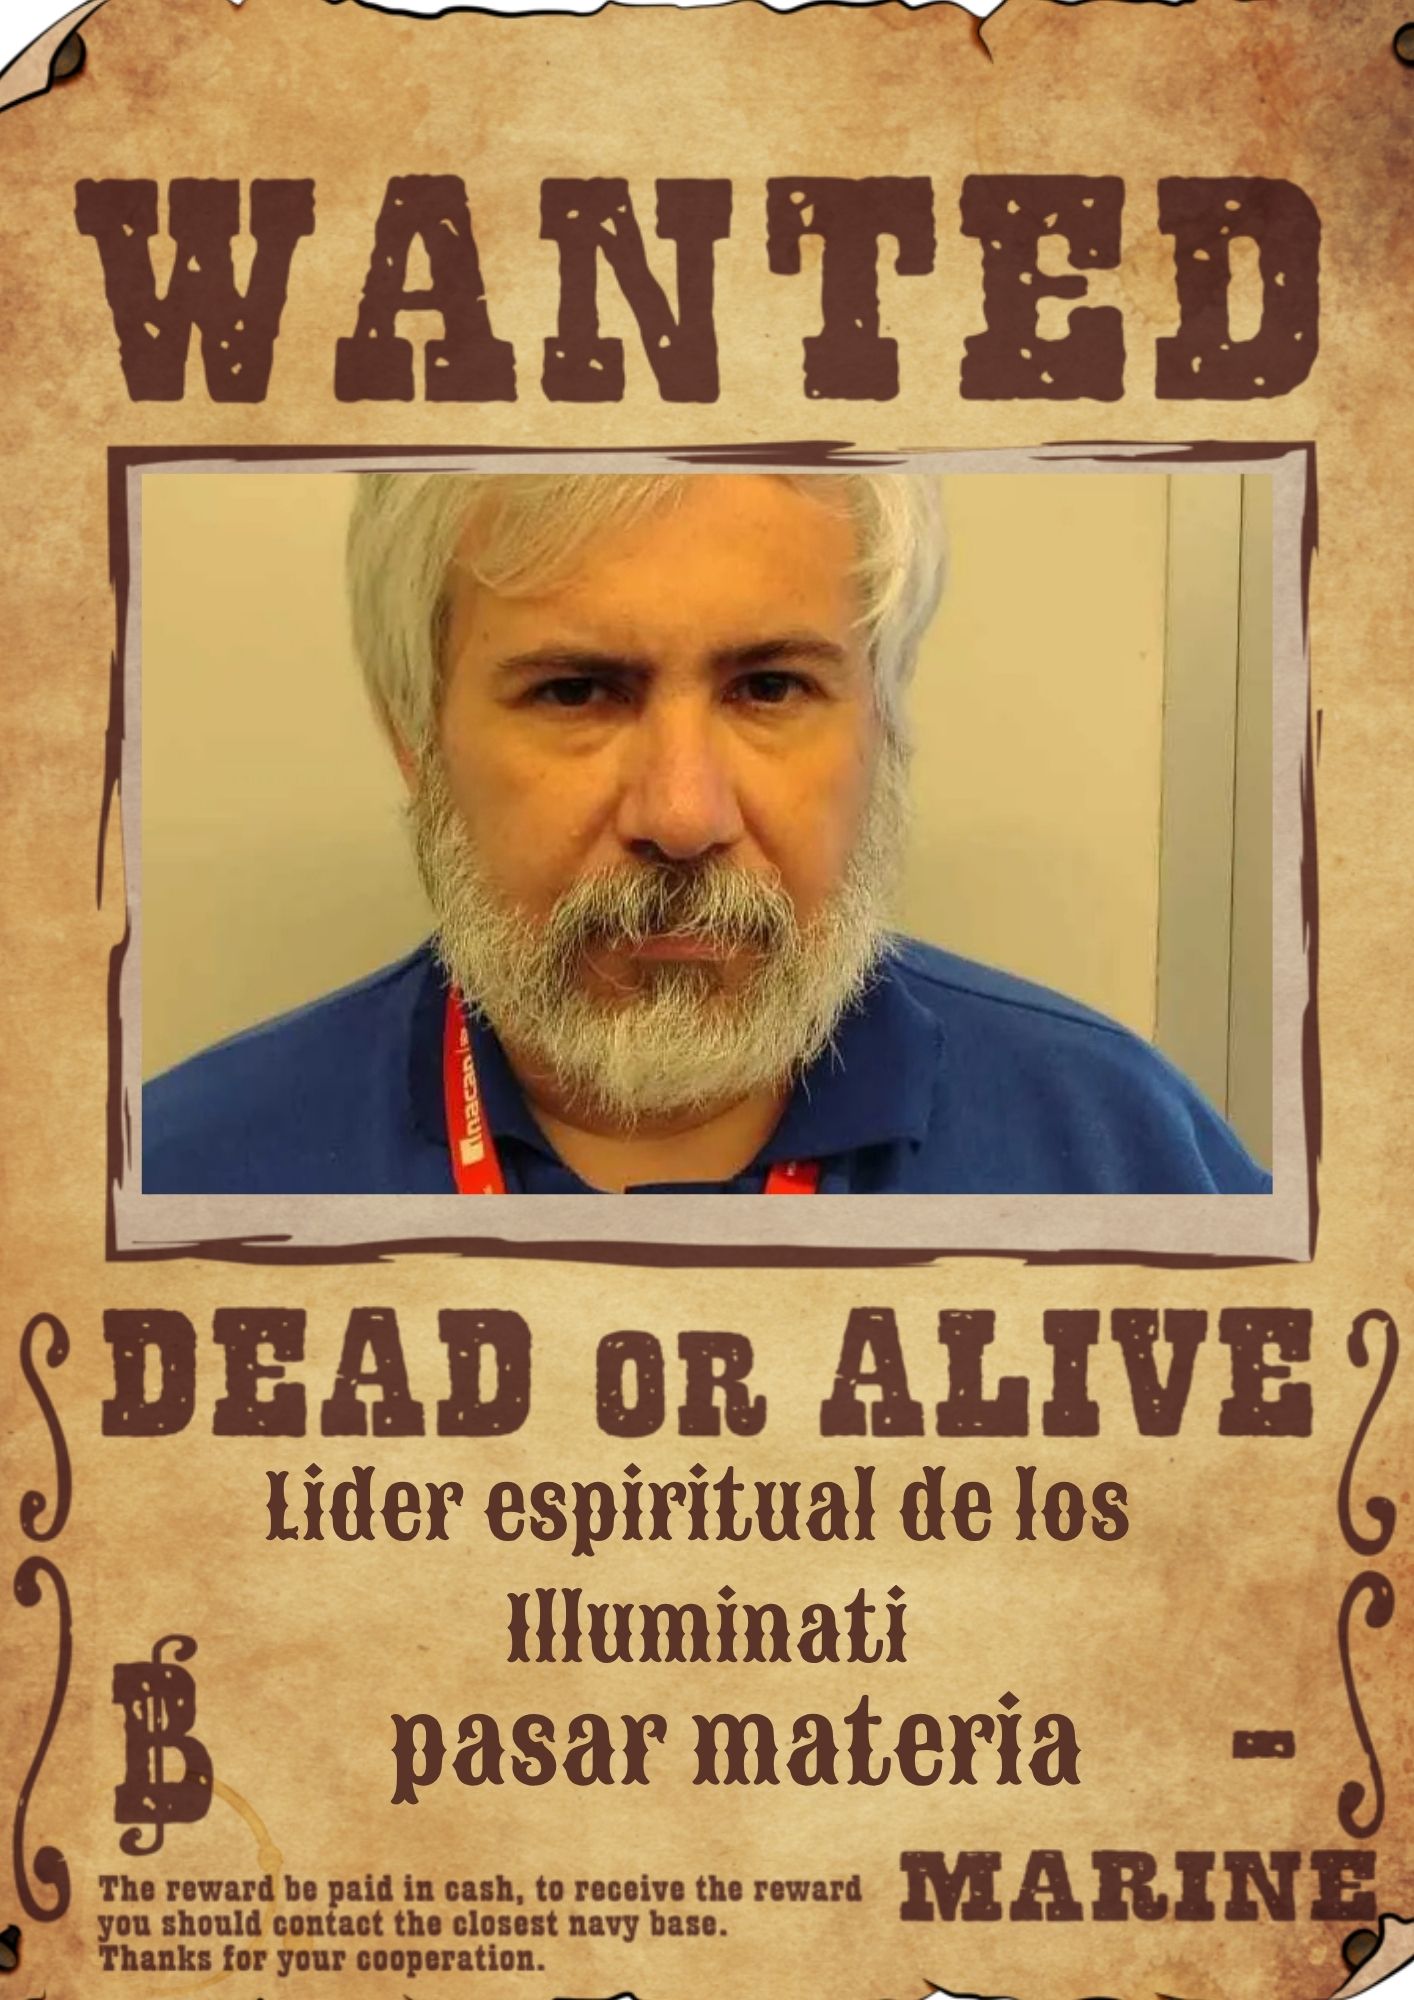 WANTED
Inacap
DEAD OR ALIVE
Lider espiritual de los
Illuminati
B pasar materia -
The reward be paid in cash, to receive the reward
you should contact the closest navy base.
Thanks for your cooperation.
MARINE